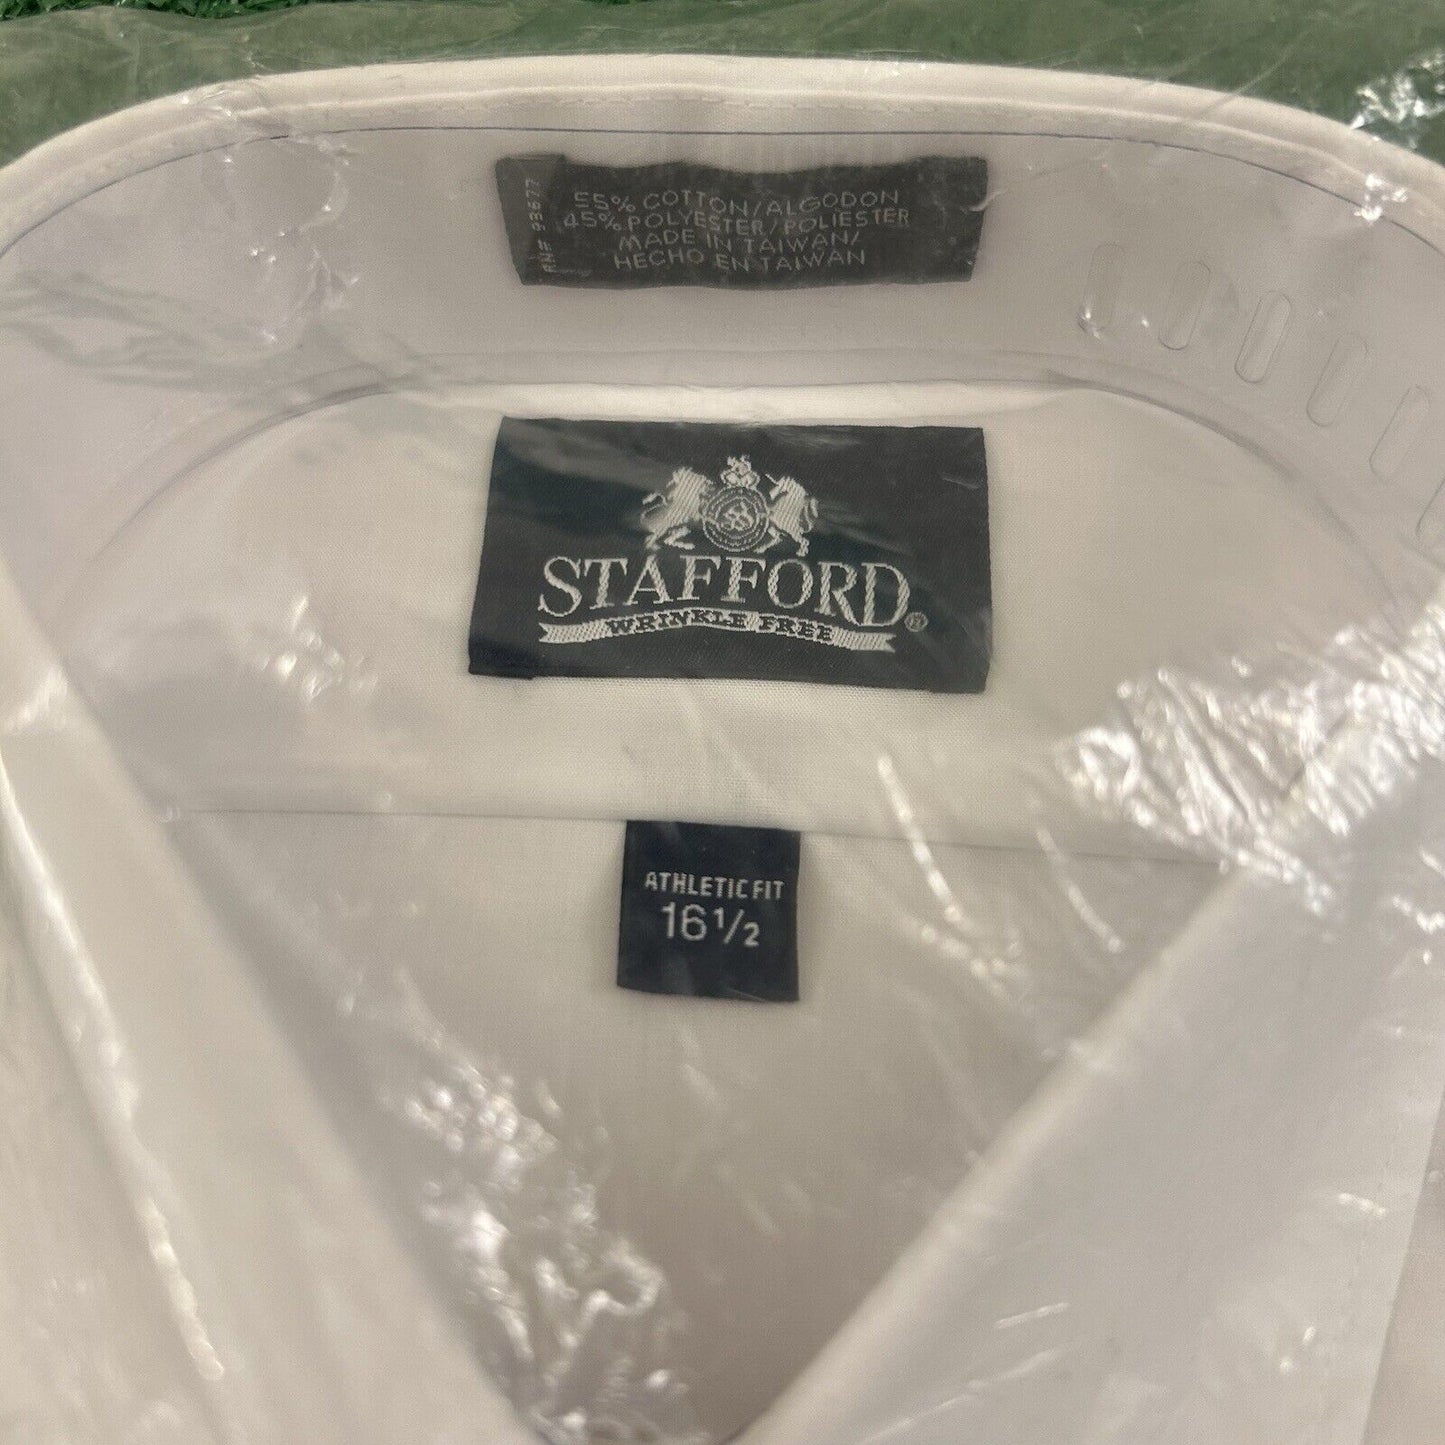 RN# 93677
55% COTTON/ALGODON
45% POLYESTER/POLIESTER
MADE IN TAIWAN/
HECHO EN TAIWAN
STAFFORD®
WRINKLE FREE
ATHLETIC FIT
16 1/2